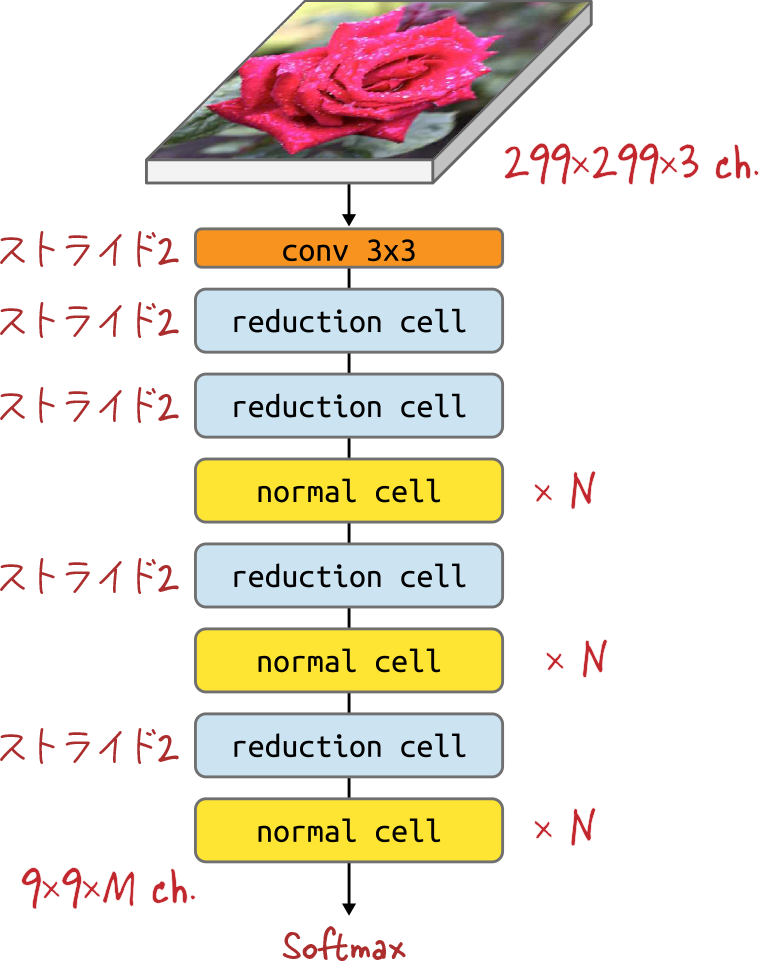 299×299×3 ch.
ストライド2 conv 3x3
ストライド2 reduction cell
ストライド2 reduction cell
normal cell × N
ストライド2 reduction cell
normal cell × N
ストライド2 reduction cell
normal cell × N
9×9×M ch.
Softmax